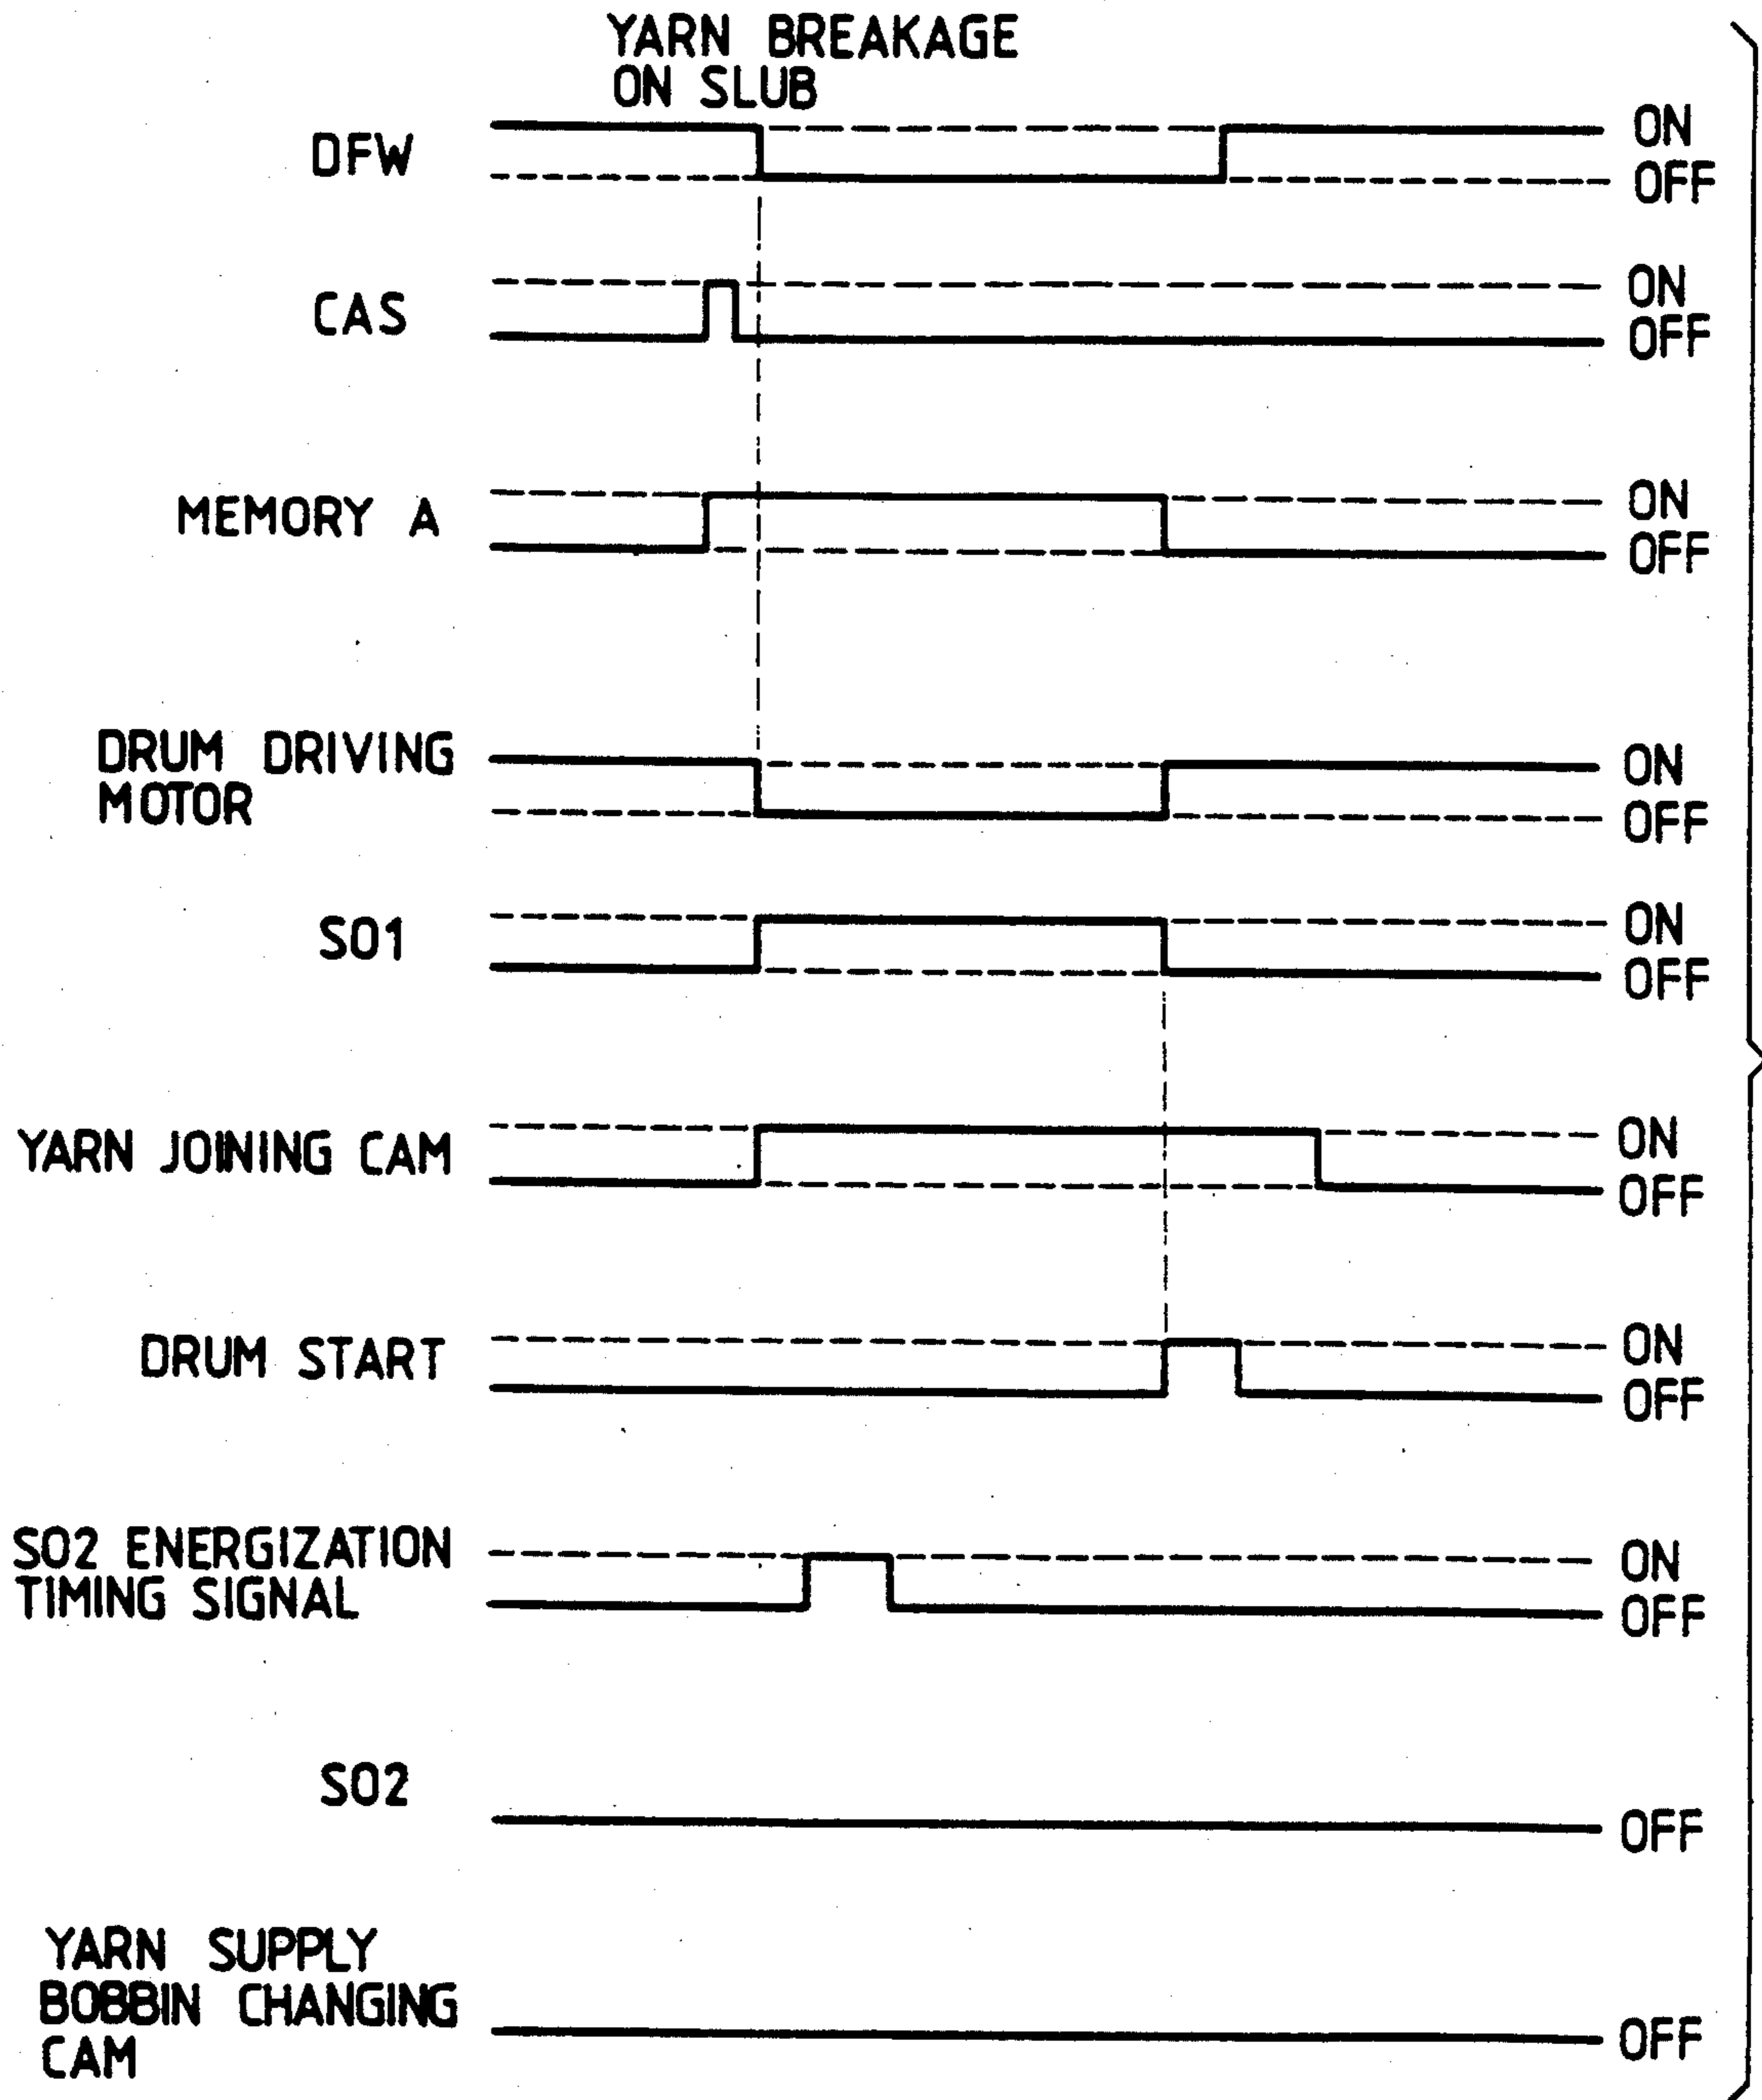 YARN BREAKAGE
ON SLUB
DFW
ON
OFF
CAS
ON
OFF
MEMORY A
ON
OFF
DRUM DRIVING
MOTOR
ON
OFF
SO1
ON
OFF
YARN JOINING CAM
ON
OFF
DRUM START
ON
OFF
SO2 ENERGIZATION
TIMING SIGNAL
ON
OFF
SO2
OFF
YARN SUPPLY
BOBBIN CHANGING
CAM
OFF